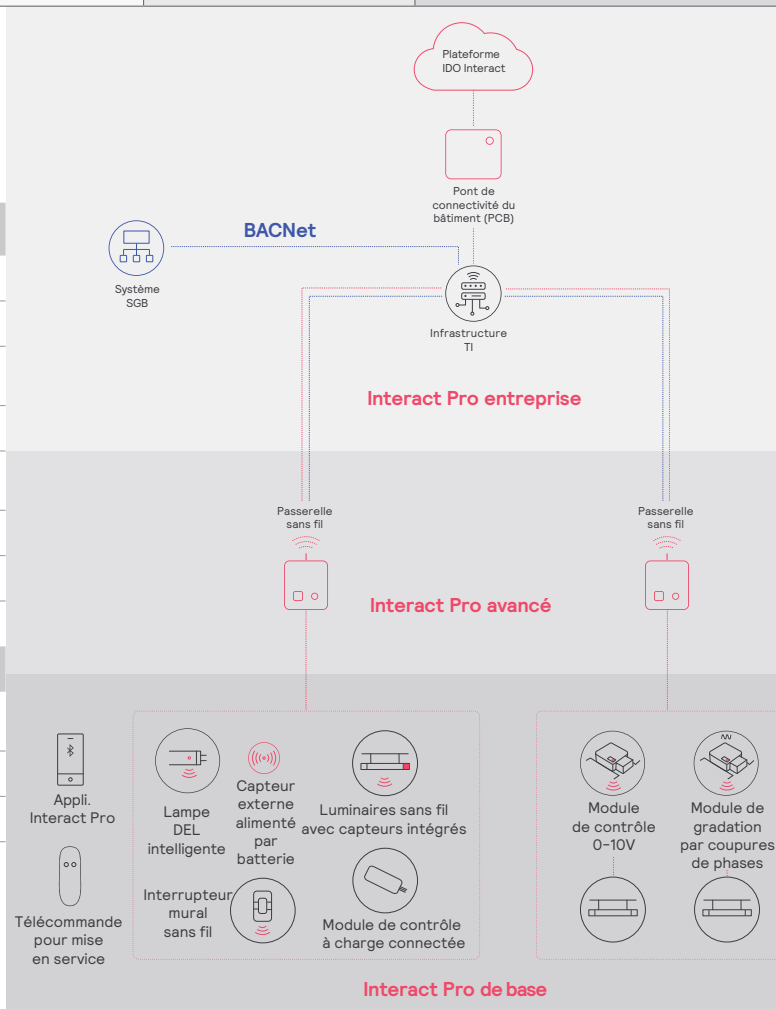 Plateforme
IDO Interact
Pont de
connectivité du
bâtiment (PCB)
BACNet
Système
SGB
Infrastructure
TI
Interact Pro entreprise
Passerelle
sans fil
Passerelle
sans fil
Interact Pro avancé
Appli.
Interact Pro
Lampe
DEL
intelligente
Capteur
externe
alimenté
par
batterie
Luminaires sans fil
avec capteurs intégrés
Module
de contrôle
0-10V
Module de
gradation
par coupures
de phases
Télécommande
pour mise
en service
Interrupteur
mural
sans fil
Module de contrôle
à charge connectée
Interact Pro de base